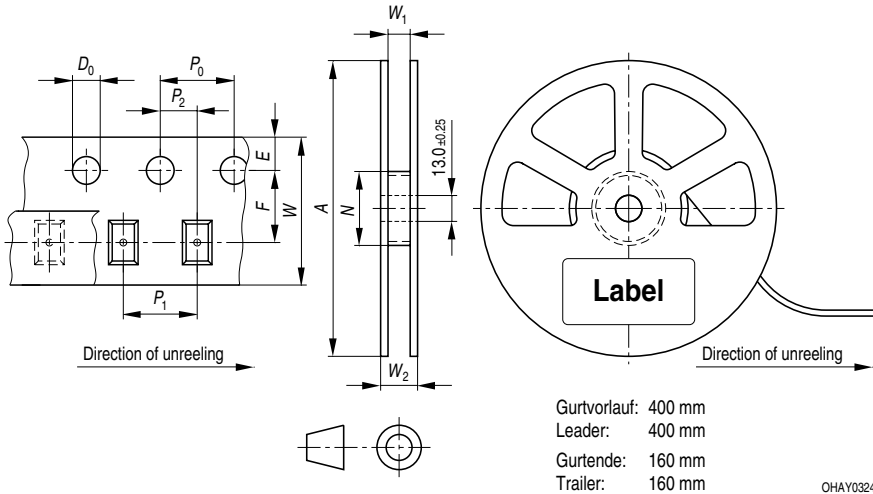 W1
D0
P0
P2
E
F
W
A
N
13.0±0.25
P1
W2
Label
Direction of unreeling
Direction of unreeling
Gurtvorlauf: 400 mm
Leader: 400 mm
Gurtende: 160 mm
Trailer: 160 mm
OHAY0324